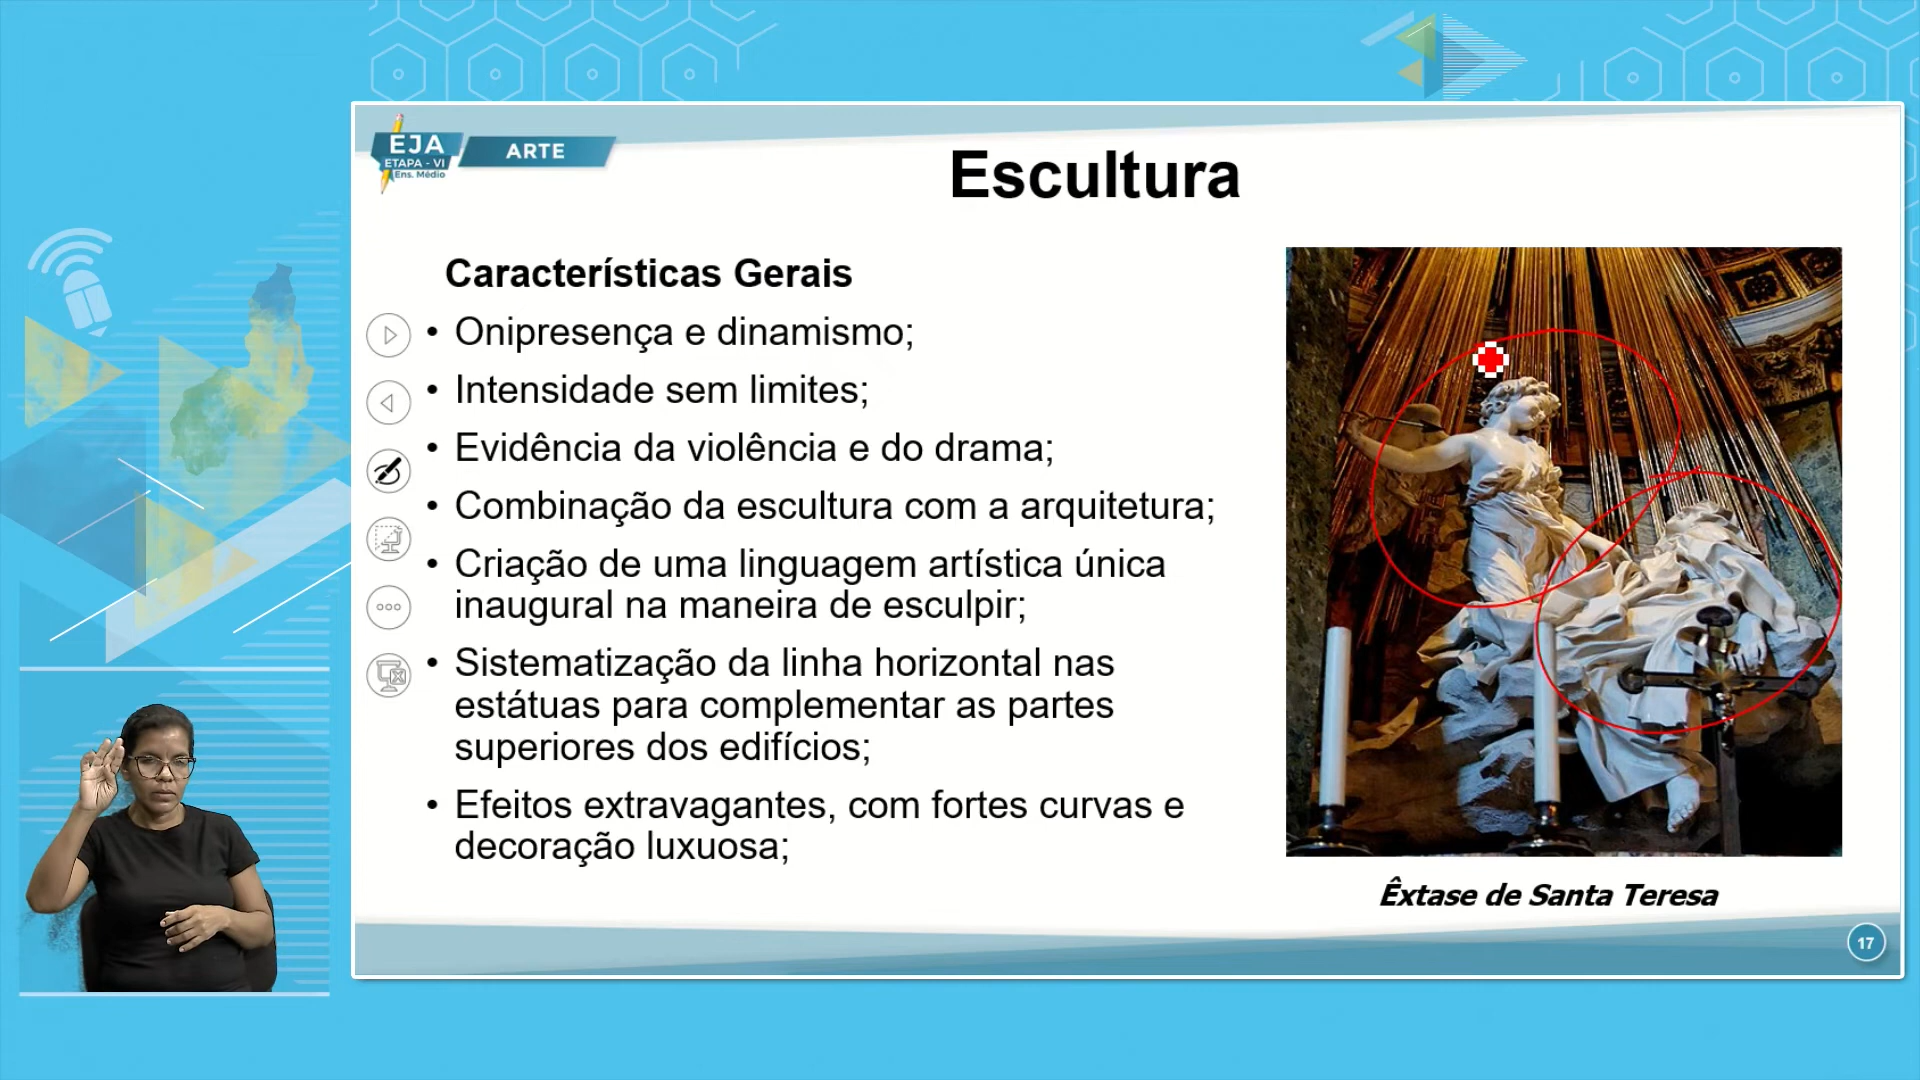 EJA
ETAPA - VI
Ens. Médio
ARTE
Escultura
Características Gerais
• Onipresença e dinamismo;
• Intensidade sem limites;
• Evidência da violência e do drama;
• Combinação da escultura com a arquitetura;
• Criação de uma linguagem artística única
inaugural na maneira de esculpir;
• Sistematização da linha horizontal nas
estátuas para complementar as partes
superiores dos edifícios;
• Efeitos extravagantes, com fortes curvas e
decoração luxuosa;
Êxtase de Santa Teresa
17